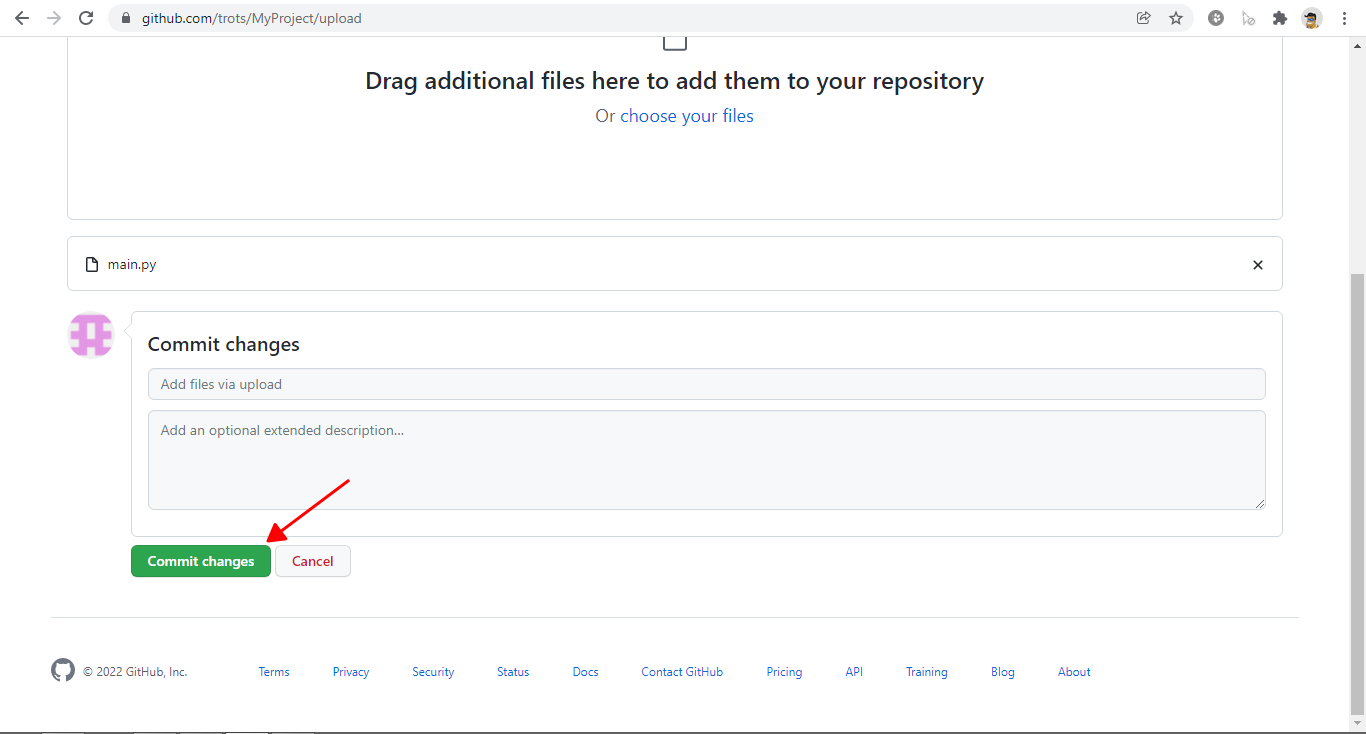 github.com/trots/MyProject/upload
Drag additional files here to add them to your repository
Or choose your files
main.py
Commit changes
Add files via upload
Add an optional extended description...
Commit changes Cancel
© 2022 GitHub, Inc. Terms Privacy Security Status Docs Contact GitHub Pricing API Training Blog About